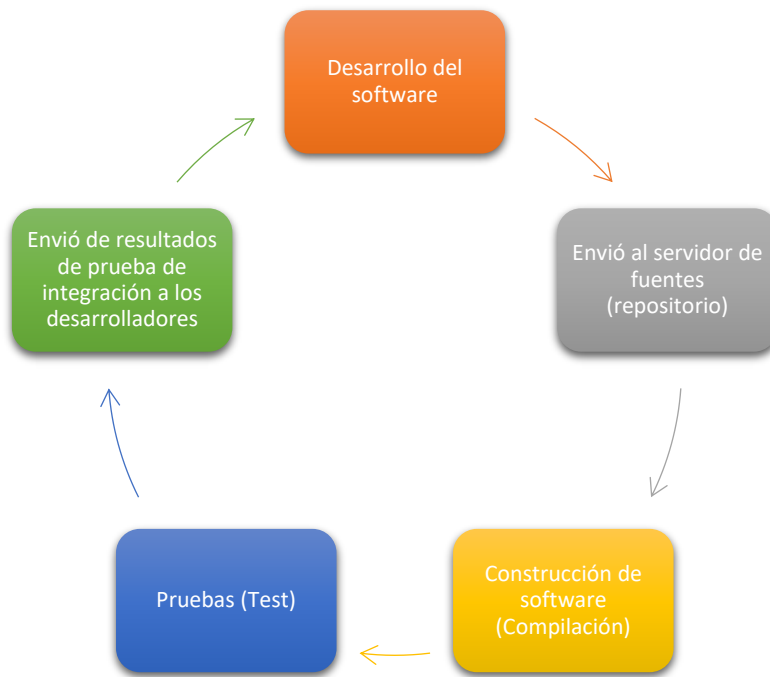 Desarrollo del
software
Envió al servidor de
fuentes
(repositorio)
Construcción de
software
(Compilación)
Pruebas (Test)
Envió de resultados
de prueba de
integración a los
desarrolladores